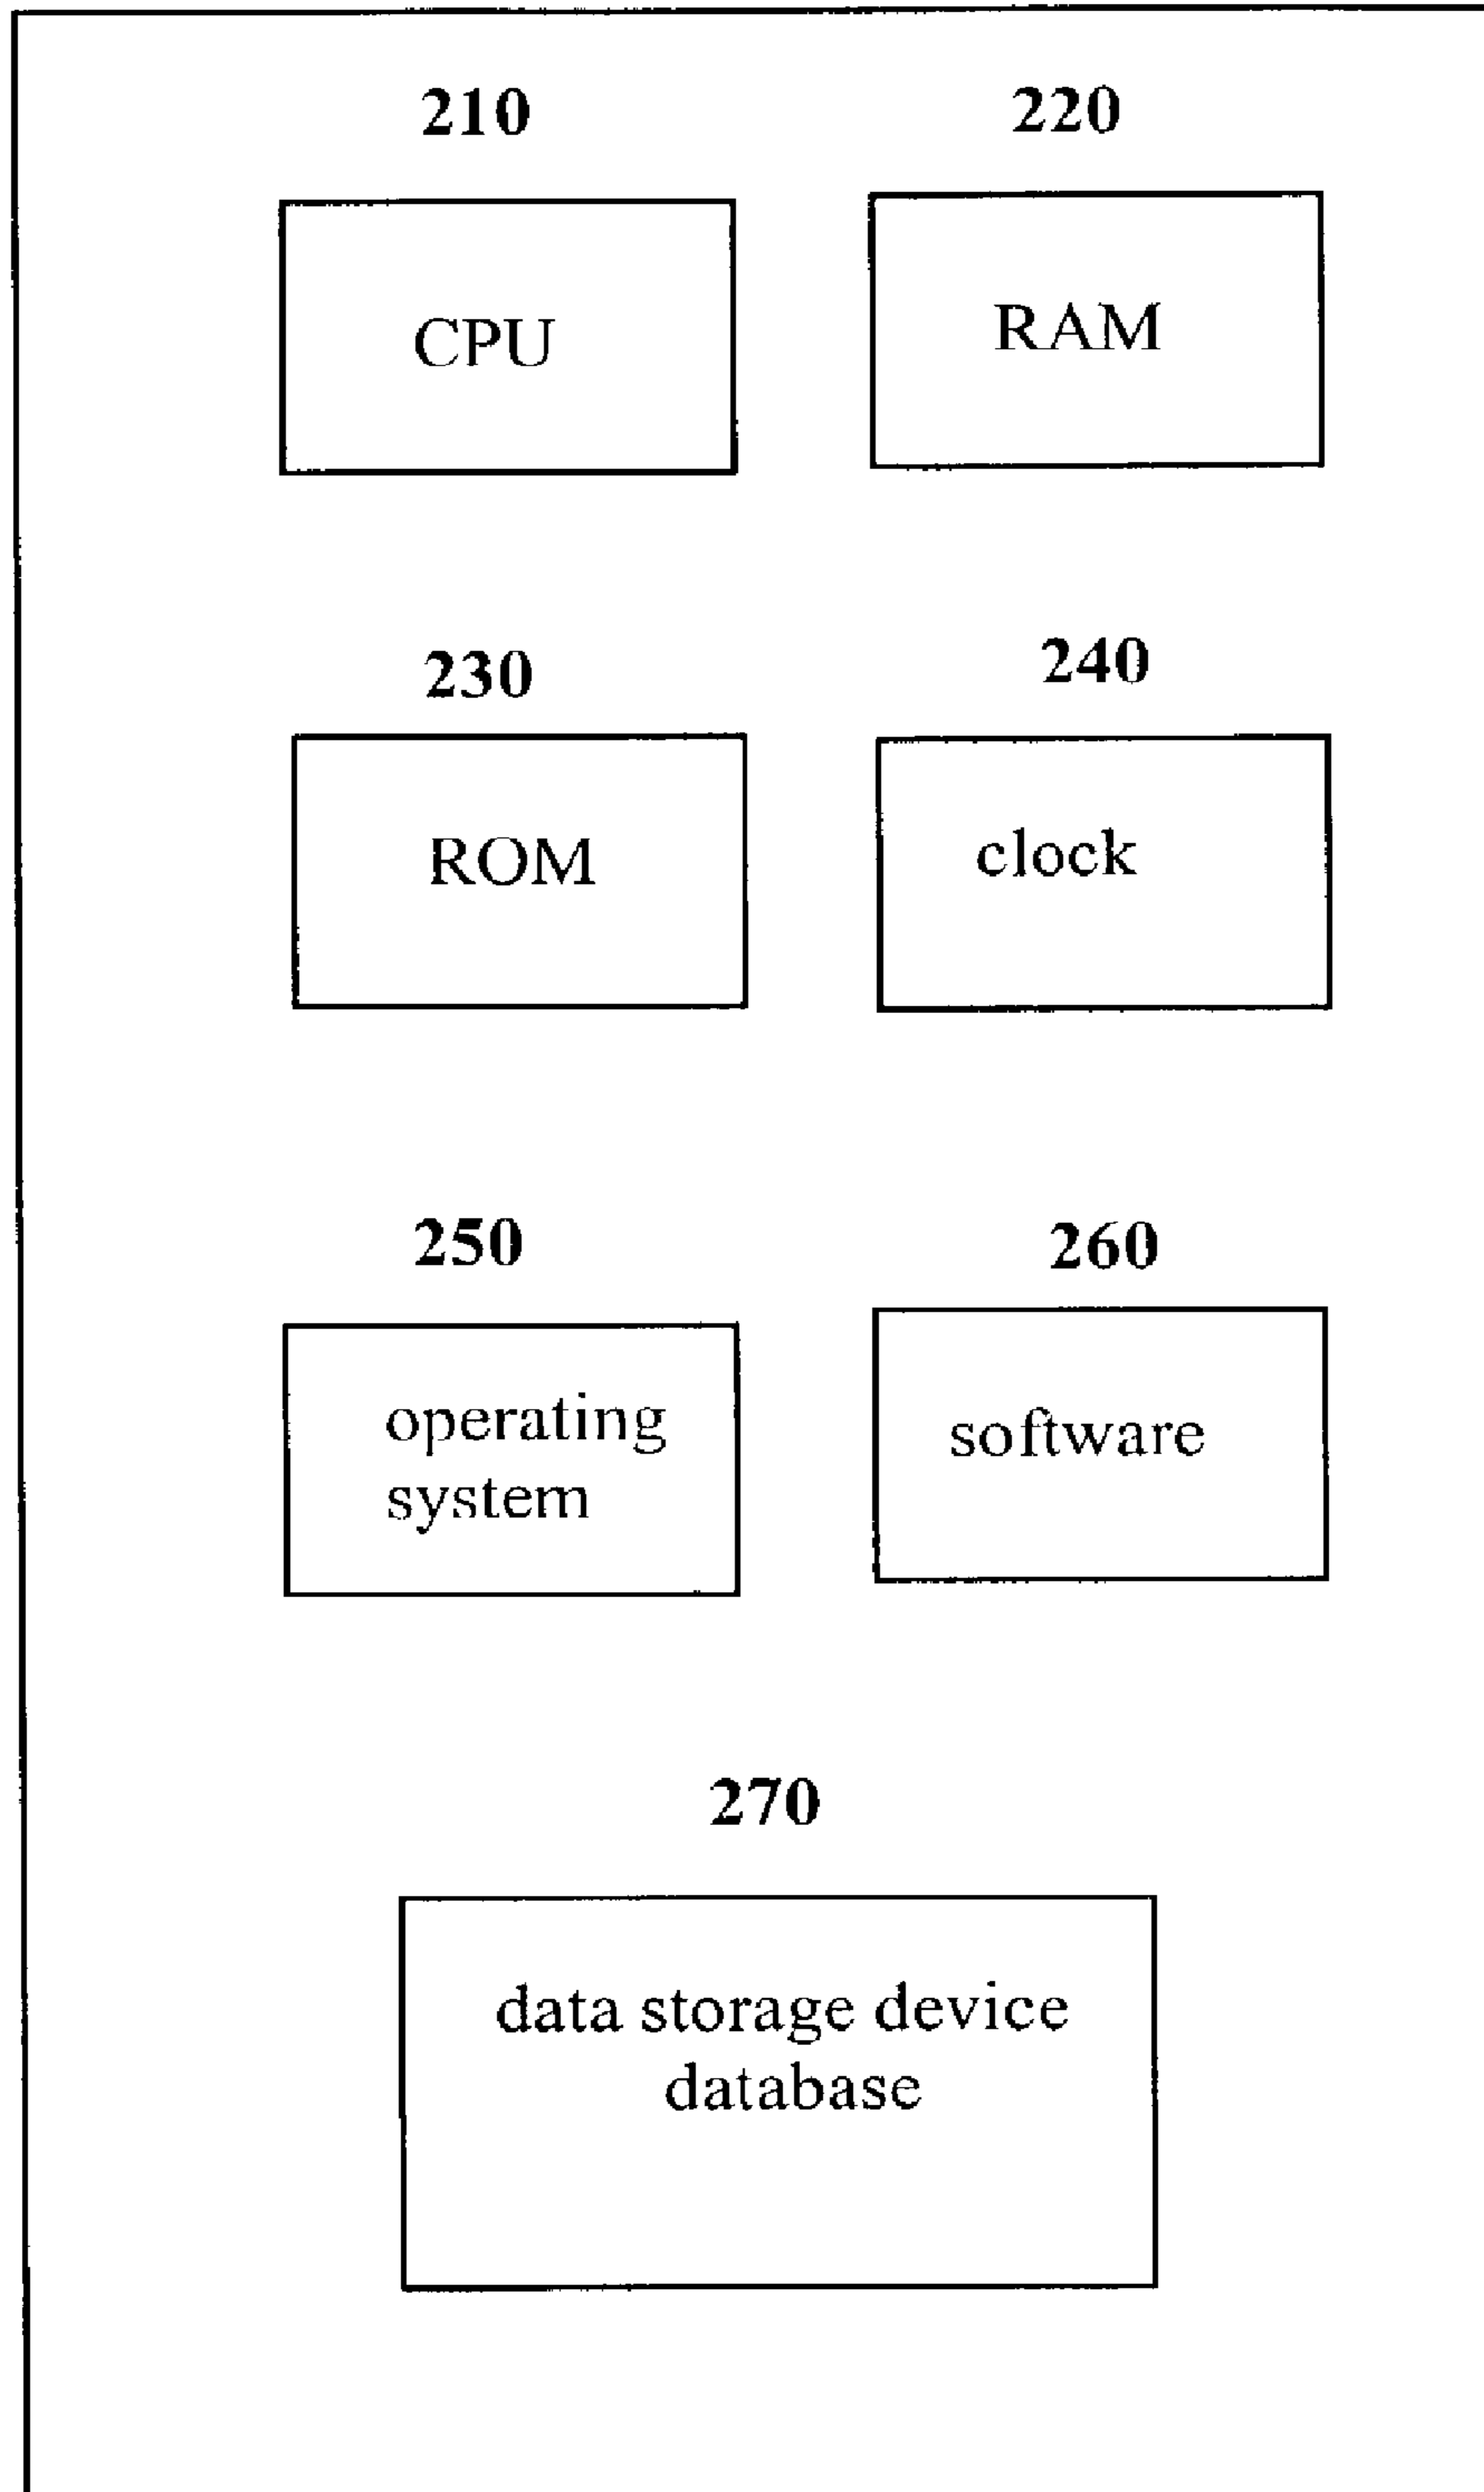 210
220
CPU
RAM
230
240
ROM
clock
250
260
operating
system
software
270
data storage device
database